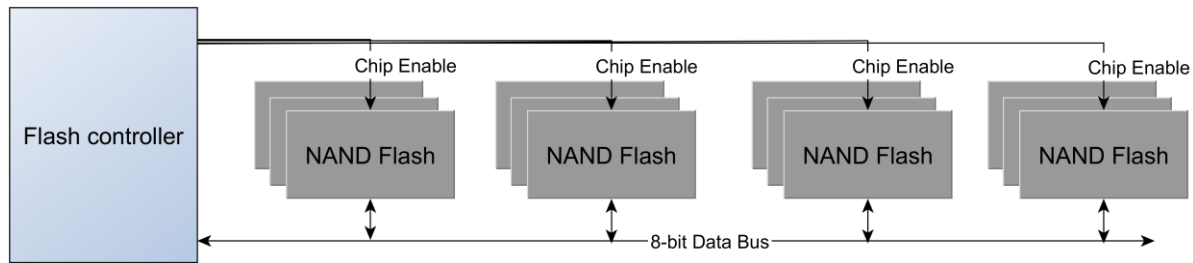 Flash controller
Chip Enable
Chip Enable
Chip Enable
Chip Enable
NAND Flash
NAND Flash
NAND Flash
NAND Flash
8-bit Data Bus